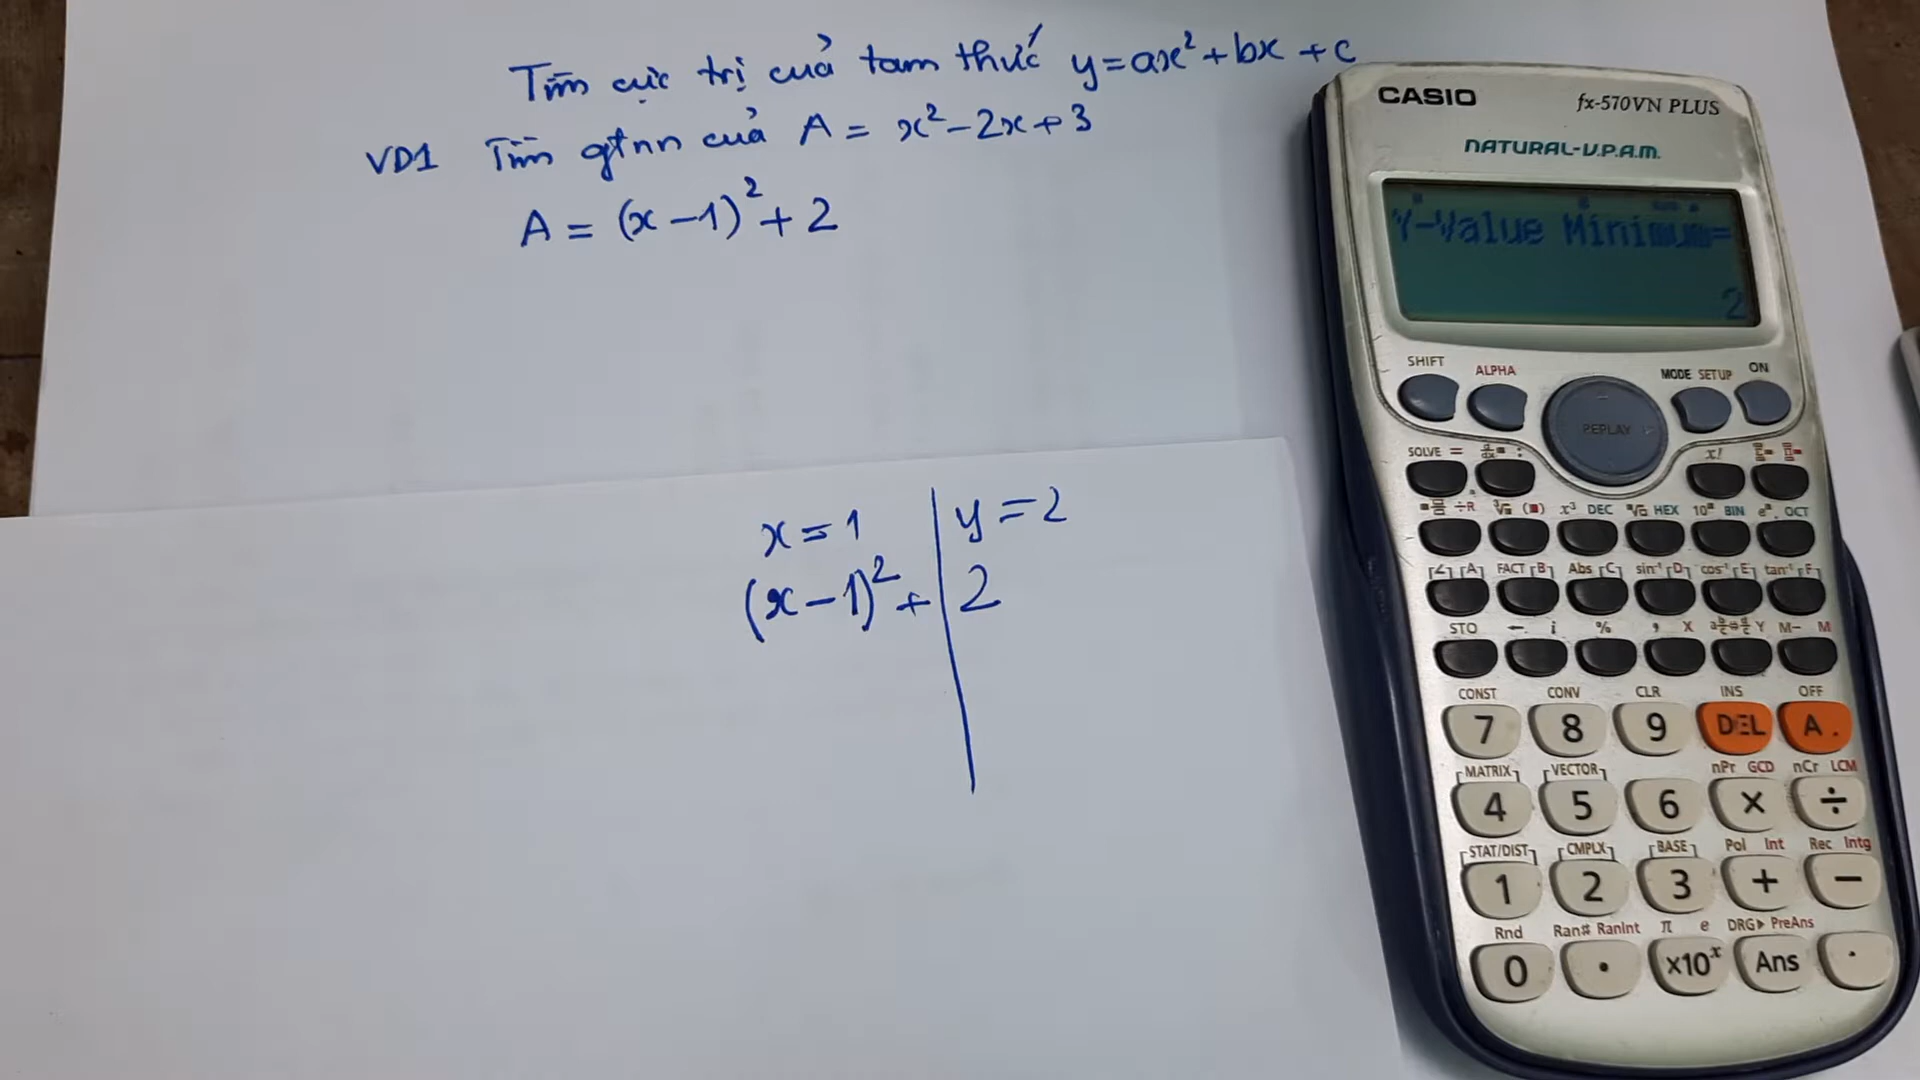 Tìm cực trị của tam thức y=ax²+bx+c
VD1 Tìm gtnn của A = x²-2x+3
A = (x-1)²+2
x=1 | y=2
(x-1)²+ | 2
CASIO fx-570VN PLUS
NATURAL-V.P.A.M.
Y-Value Minimum=
2
SHIFT ALPHA MODE SETUP ON
REPLAY
SOLVE = d/dx : x!
÷R ³√ x³ DEC ˣ√ HEX 10ˣ BIN eˣ OCT
∠ A FACT B Abs C sin⁻¹ D cos⁻¹ E tan⁻¹ F
STO ← i % , X Y M- M
CONST CONV CLR INS OFF
7 8 9 DEL A
MATRIX VECTOR nPr GCD nCr LCM
4 5 6 × ÷
STAT/DIST CMPLX BASE Pol Int Rec Intg
1 2 3 + −
Rnd Ran# RanInt π e DRG▶ PreAns
0 • ×10ˣ Ans